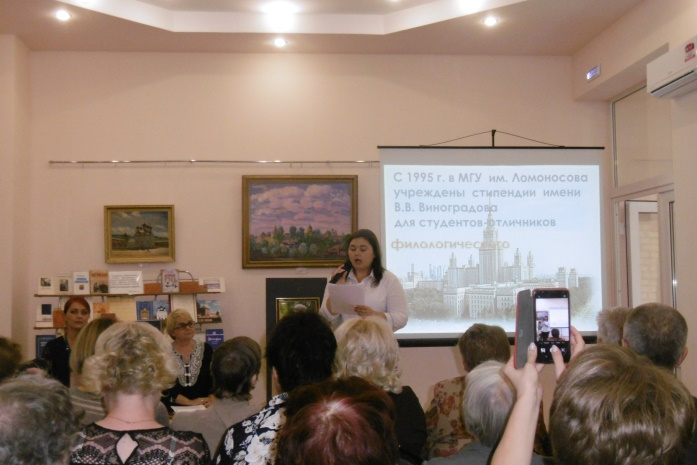 С 1995 г. в МГУ им. Ломоносова
учреждены стипендии имени
В.В. Виноградова
для студентов-отличников
филологического